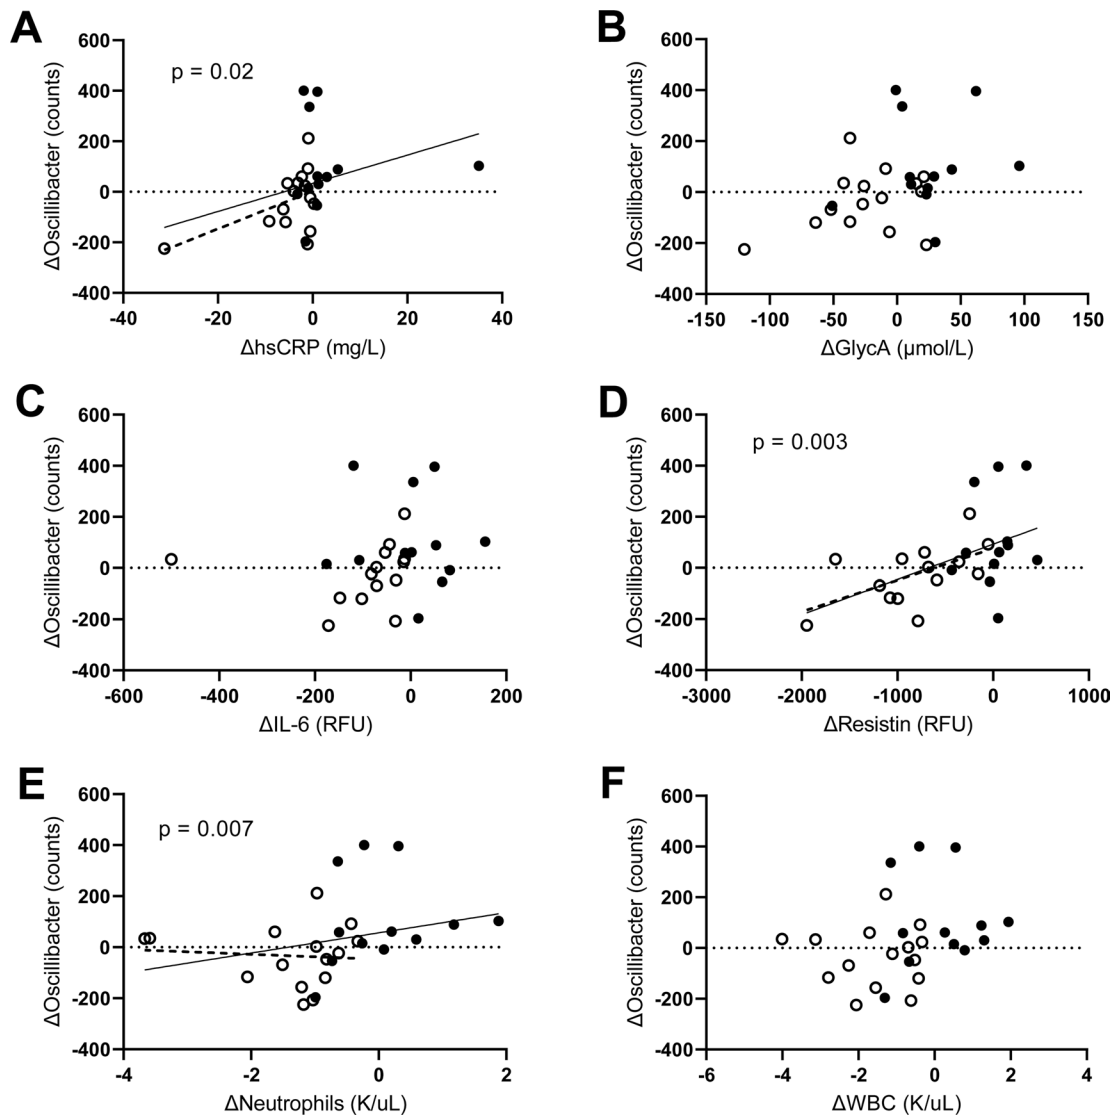 A
ΔOscillibacter (counts)
600
400
200
0
-200
-400
p = 0.02
-40 -20 0 20 40
ΔhsCRP (mg/L)
B
ΔOscillibacter (counts)
600
400
200
0
-200
-400
-150 -100 -50 0 50 100 150
ΔGlycA (μmol/L)
C
ΔOscillibacter (counts)
600
400
200
0
-200
-400
-600 -400 -200 0 200
ΔIL-6 (RFU)
D
ΔOscillibacter (counts)
600
400
200
0
-200
-400
p = 0.003
-3000 -2000 -1000 0 1000
ΔResistin (RFU)
E
ΔOscillibacter (counts)
600
400
200
0
-200
-400
p = 0.007
-4 -2 0 2
ΔNeutrophils (K/uL)
F
ΔOscillibacter (counts)
600
400
200
0
-200
-400
-6 -4 -2 0 2 4
ΔWBC (K/uL)